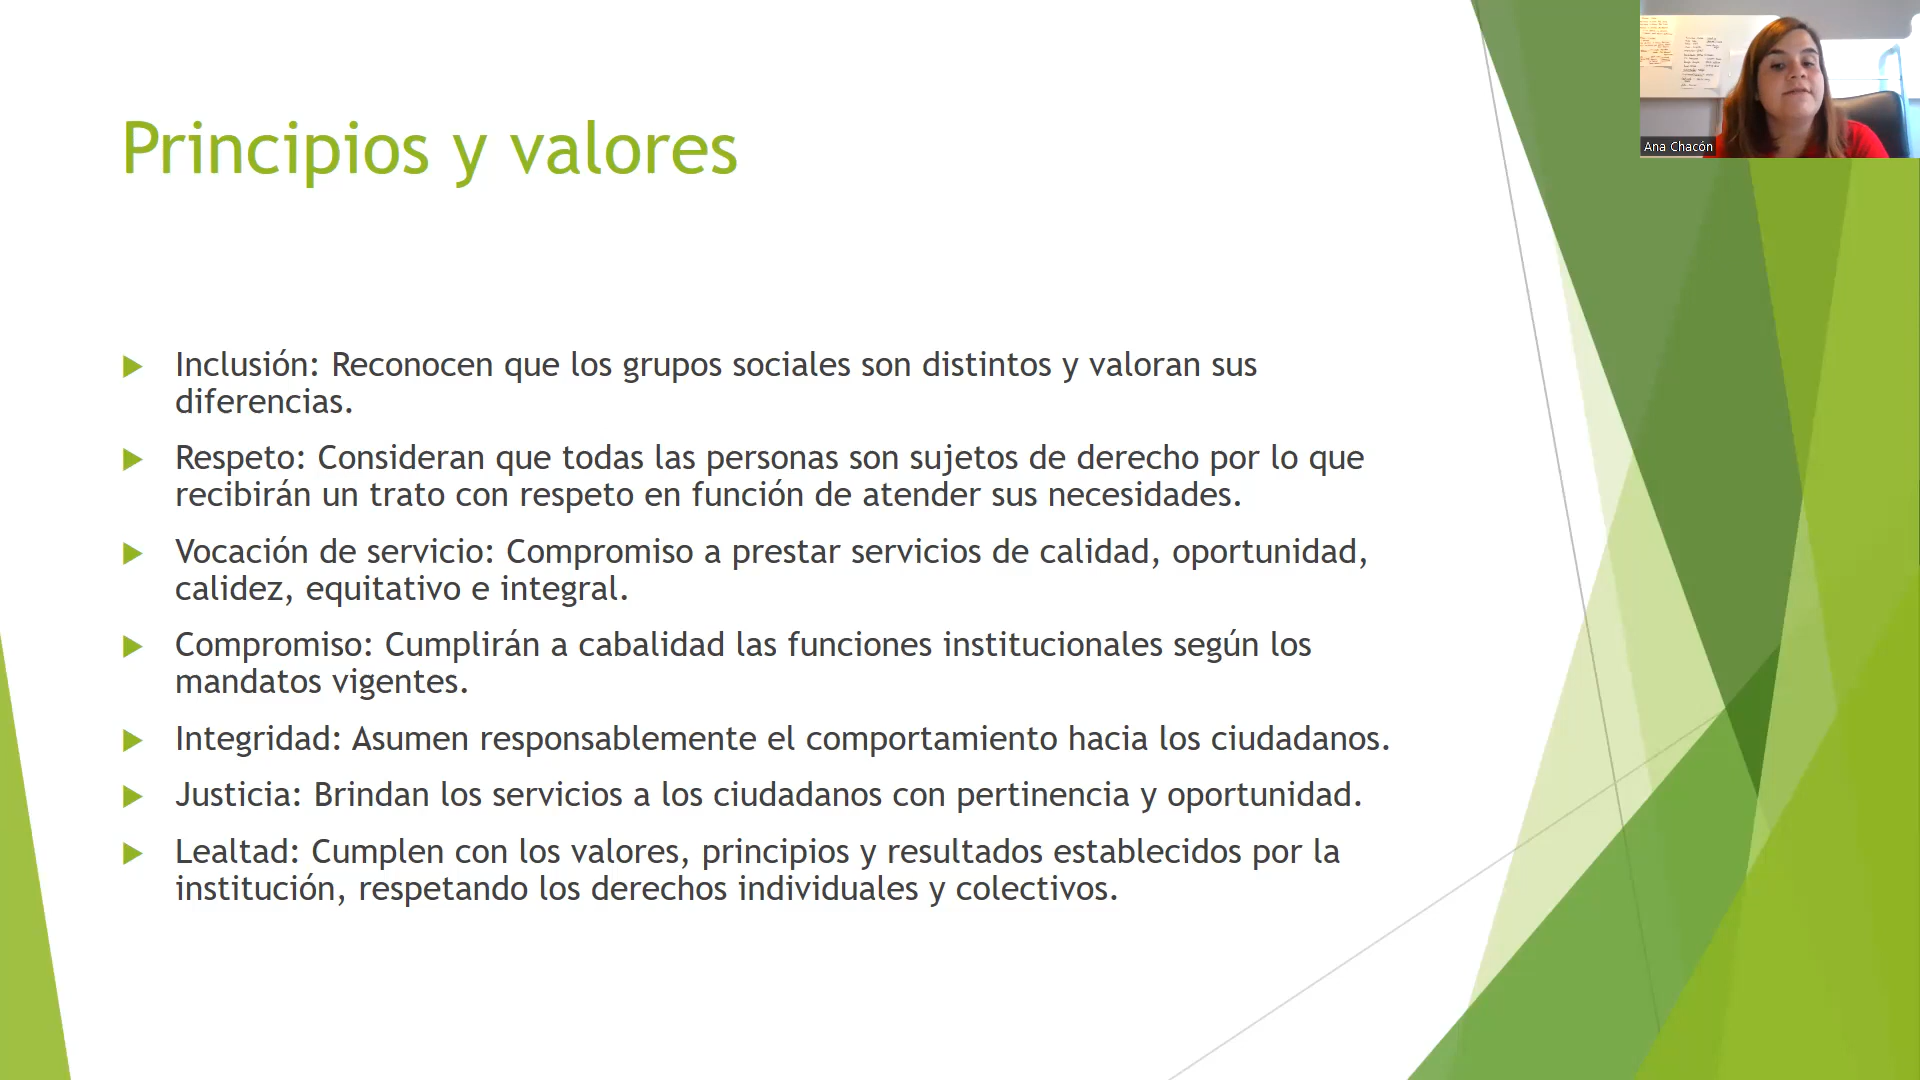 Principios y valores
Ana Chacón
Inclusión: Reconocen que los grupos sociales son distintos y valoran sus
diferencias.
Respeto: Consideran que todas las personas son sujetos de derecho por lo que
recibirán un trato con respeto en función de atender sus necesidades.
Vocación de servicio: Compromiso a prestar servicios de calidad, oportunidad,
calidez, equitativo e integral.
Compromiso: Cumplirán a cabalidad las funciones institucionales según los
mandatos vigentes.
Integridad: Asumen responsablemente el comportamiento hacia los ciudadanos.
Justicia: Brindan los servicios a los ciudadanos con pertinencia y oportunidad.
Lealtad: Cumplen con los valores, principios y resultados establecidos por la
institución, respetando los derechos individuales y colectivos.